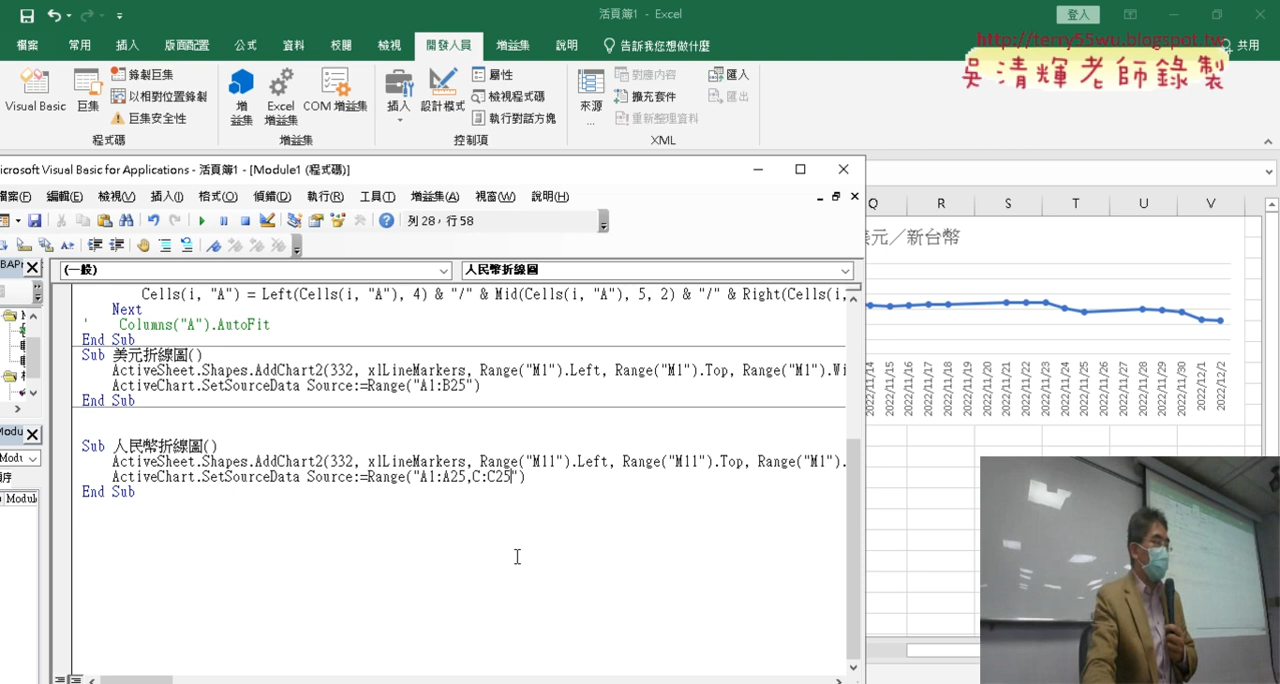 活頁簿1 - Excel
登入
檔案 常用 插入 版面配置 公式 資料 校閱 檢視 開發人員 增益集 說明 告訴我您想做什麼 共用
http://terry55wu.blogspot.tw
吳清輝老師錄製
Visual Basic 巨集 錄製巨集 以相對位置錄製 巨集安全性
增益集 Excel 增益集 COM 增益集
插入 設計模式 屬性 檢視程式碼 執行對話方塊
來源... 對應內容 擴充套件 重新整理資料 匯入 匯出
程式碼 增益集 控制項 XML
icrosoft Visual Basic for Applications - 活頁簿1 - [Module1 (程式碼)]
檔案(F) 編輯(E) 檢視(V) 插入(I) 格式(O) 偵錯(D) 執行(R) 工具(T) 增益集(A) 視窗(W) 說明(H)
列 28，行 58
(一般) 人民幣折線圖
Cells(i, "A") = Left(Cells(i, "A"), 4) & "/" & Mid(Cells(i, "A"), 5, 2) & "/" & Right(Cells(i,
Next
' Columns("A").AutoFit
End Sub
Sub 美元折線圖()
ActiveSheet.Shapes.AddChart2(332, xlLineMarkers, Range("M1").Left, Range("M1").Top, Range("M1").Wi
ActiveChart.SetSourceData Source:=Range("A1:B25")
End Sub
Sub 人民幣折線圖()
ActiveSheet.Shapes.AddChart2(332, xlLineMarkers, Range("M11").Left, Range("M11").Top, Range("M1").
ActiveChart.SetSourceData Source:=Range("A1:A25,C:C25")
End Sub
Q R S T U V
美元／新台幣
2022/11/14
2022/11/15
2022/11/16
2022/11/17
2022/11/18
2022/11/19
2022/11/20
2022/11/21
2022/11/22
2022/11/23
2022/11/24
2022/11/25
2022/11/26
2022/11/27
2022/11/28
2022/11/29
2022/11/30
2022/12/1
2022/12/2